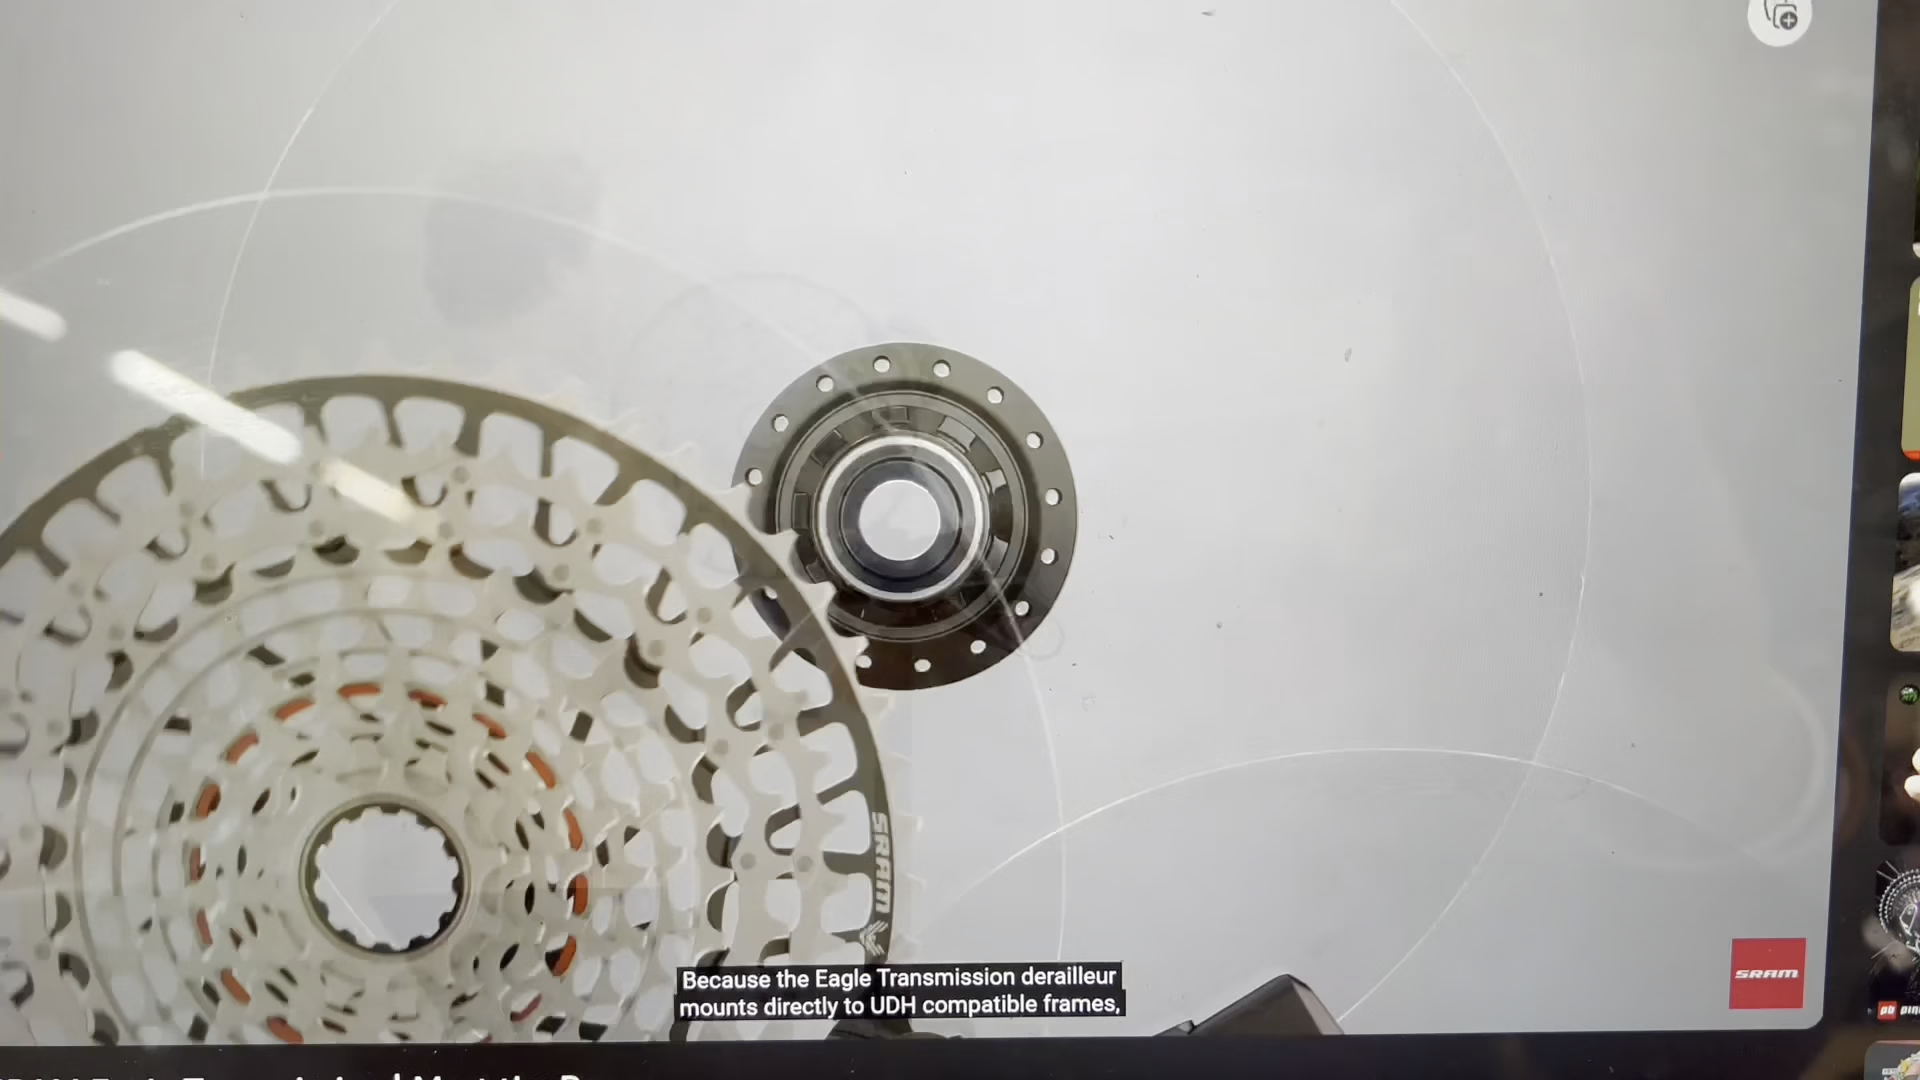 SRAM
SRAM
Because the Eagle Transmission derailleur
mounts directly to UDH compatible frames,